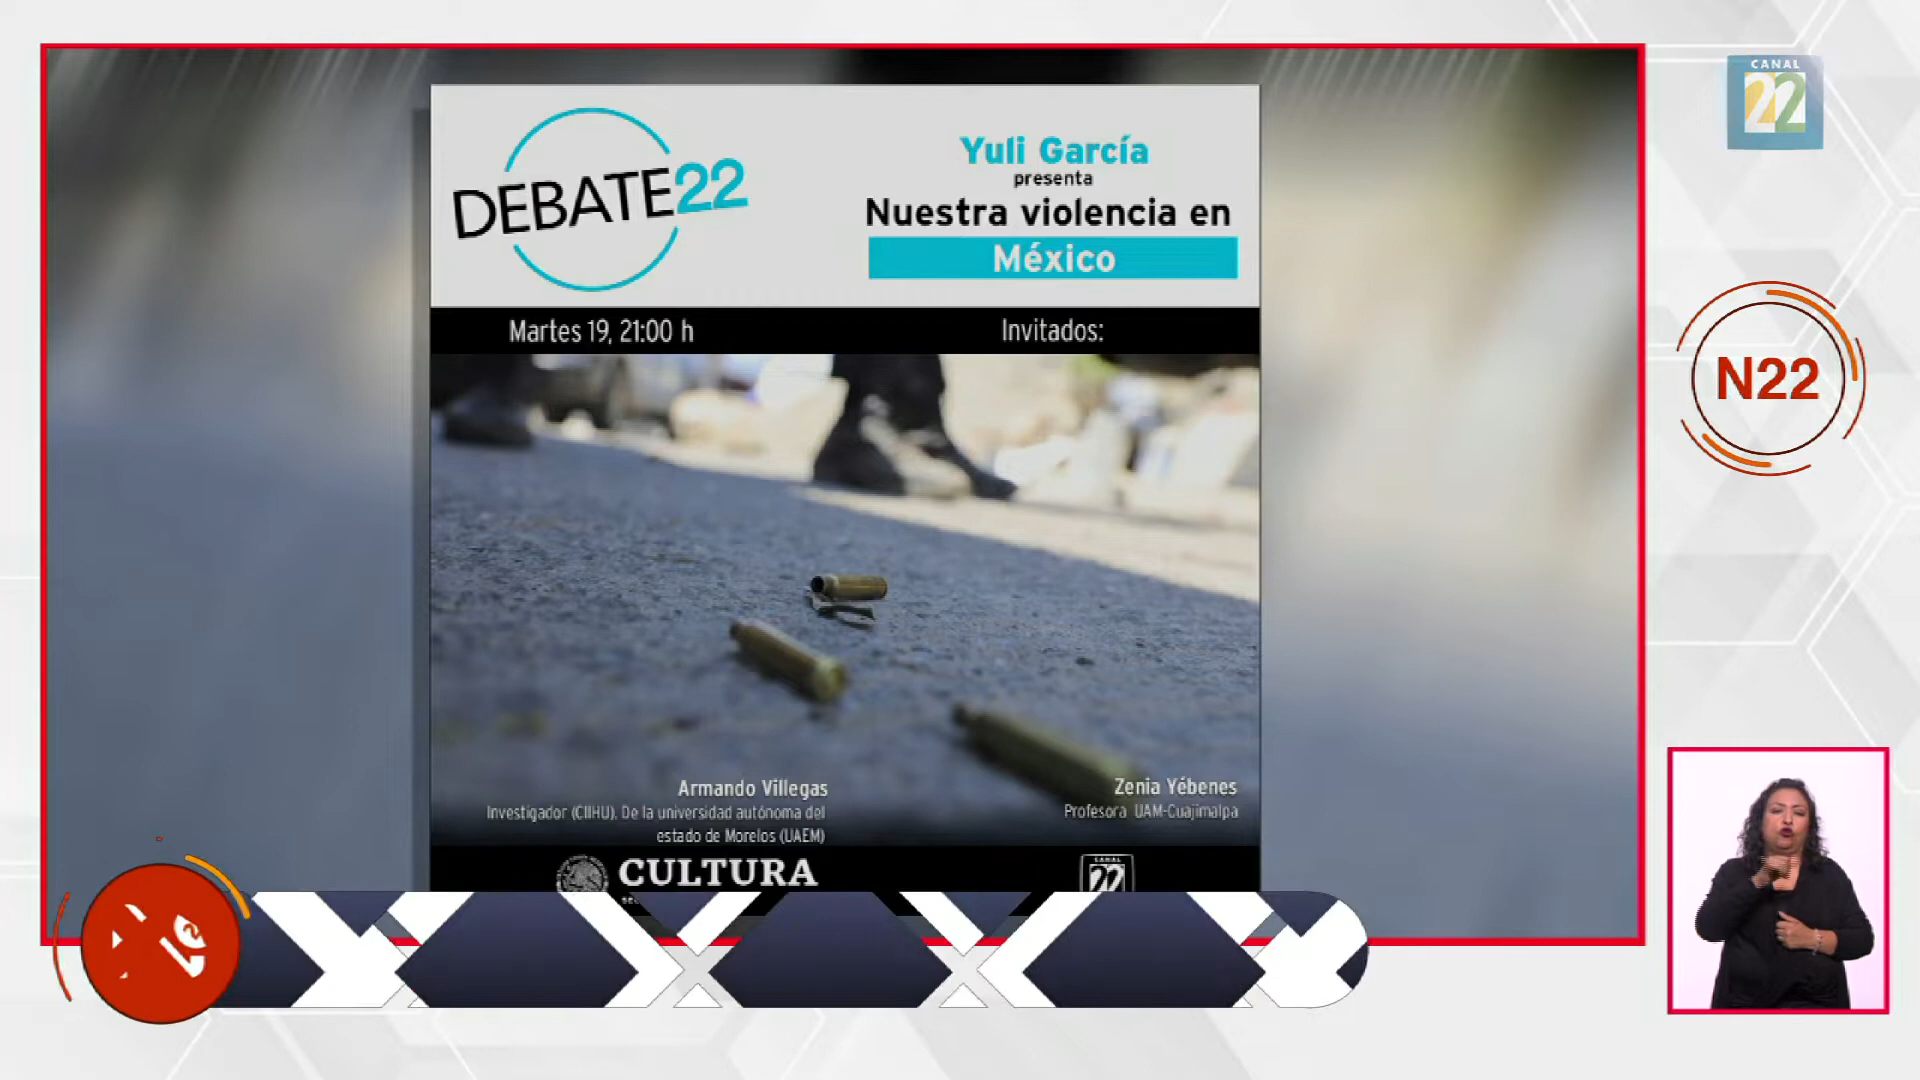 CANAL
22
DEBATE22
Yuli García
presenta
Nuestra violencia en
México
Martes 19, 21:00 h
Invitados:
N22
Armando Villegas
Investigador (CIIHU). De la universidad autónoma del
estado de Morelos (UAEM)
Zenia Yébenes
Profesora UAM-Cuajimalpa
CULTURA
CANAL
22